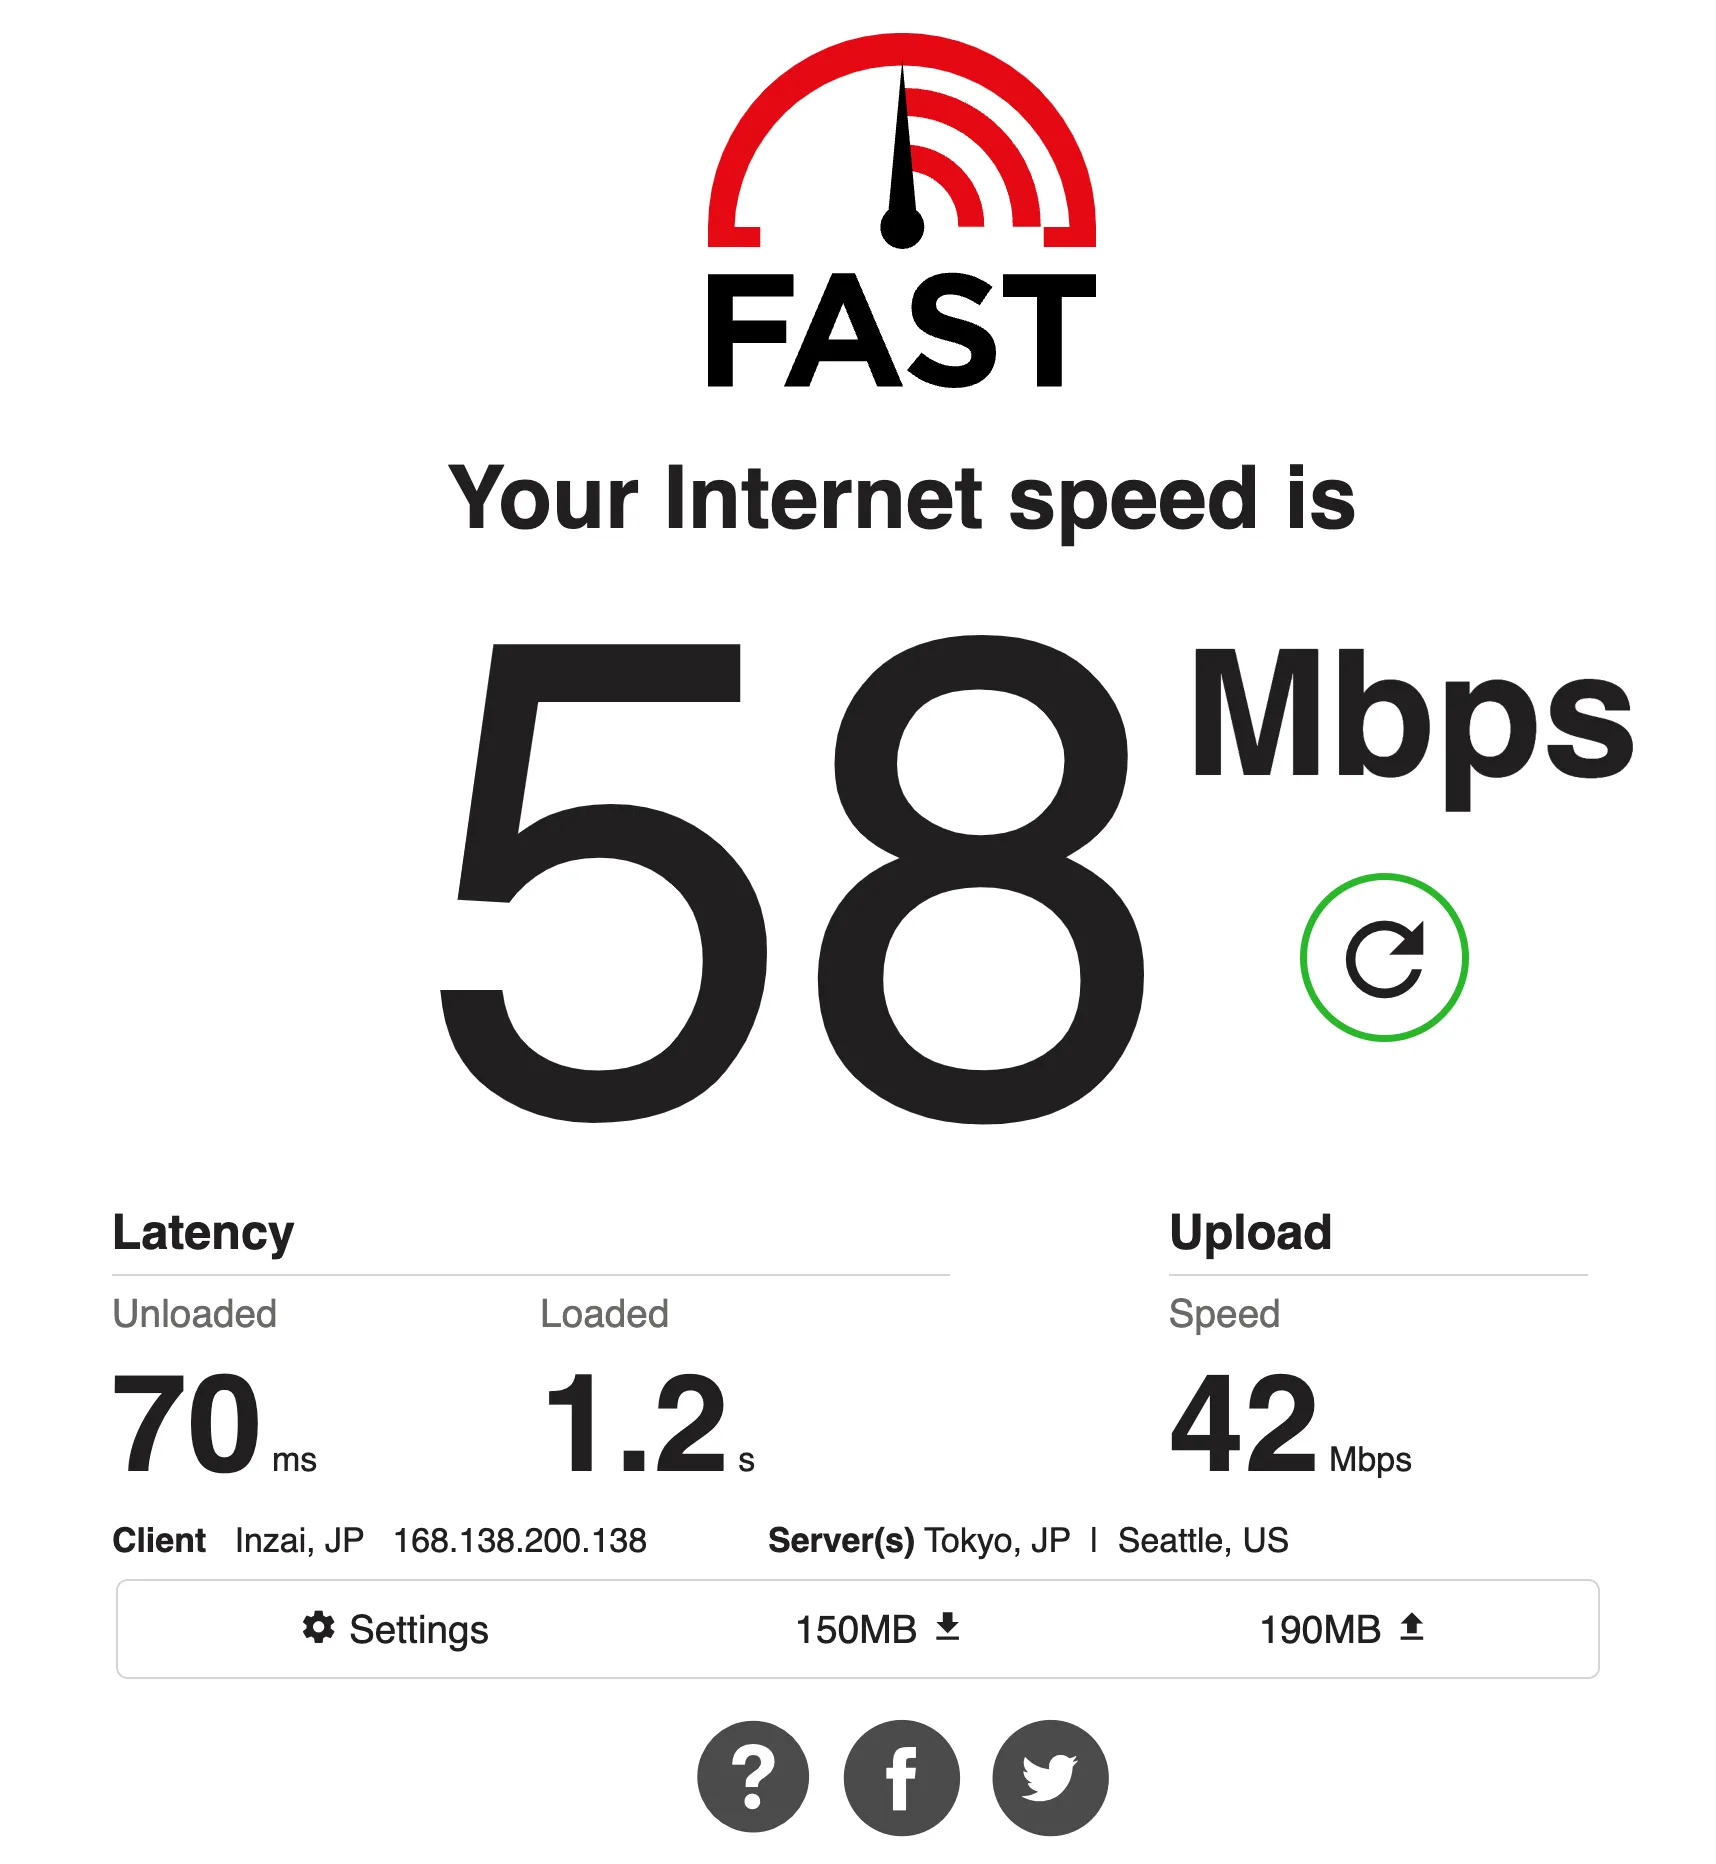 FAST
Your Internet speed is
58 Mbps
Latency
Upload
Unloaded Loaded
Speed
70 ms 1.2 s
42 Mbps
Client Inzai, JP 168.138.200.138 Server(s) Tokyo, JP | Seattle, US
Settings 150MB 190MB
?
f